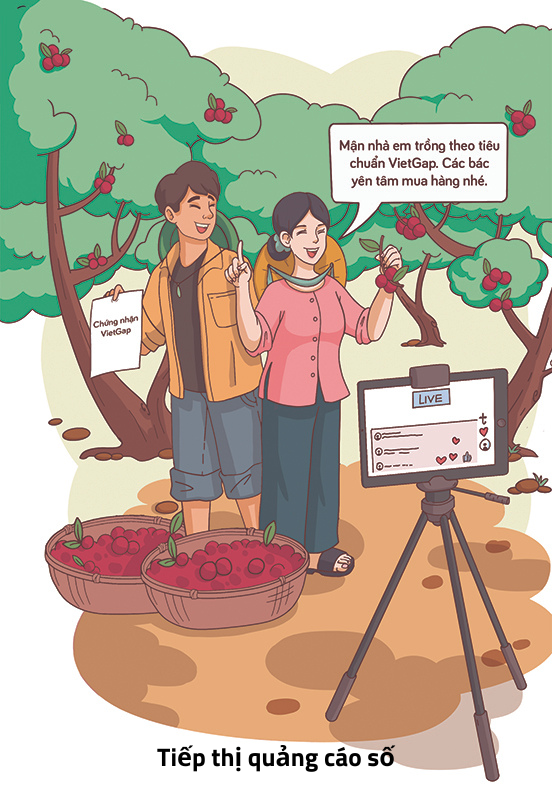 Mận nhà em trồng theo tiêu
chuẩn VietGap. Các bác
yên tâm mua hàng nhé.
Chứng nhận
VietGap
LIVE
Tiếp thị quảng cáo số